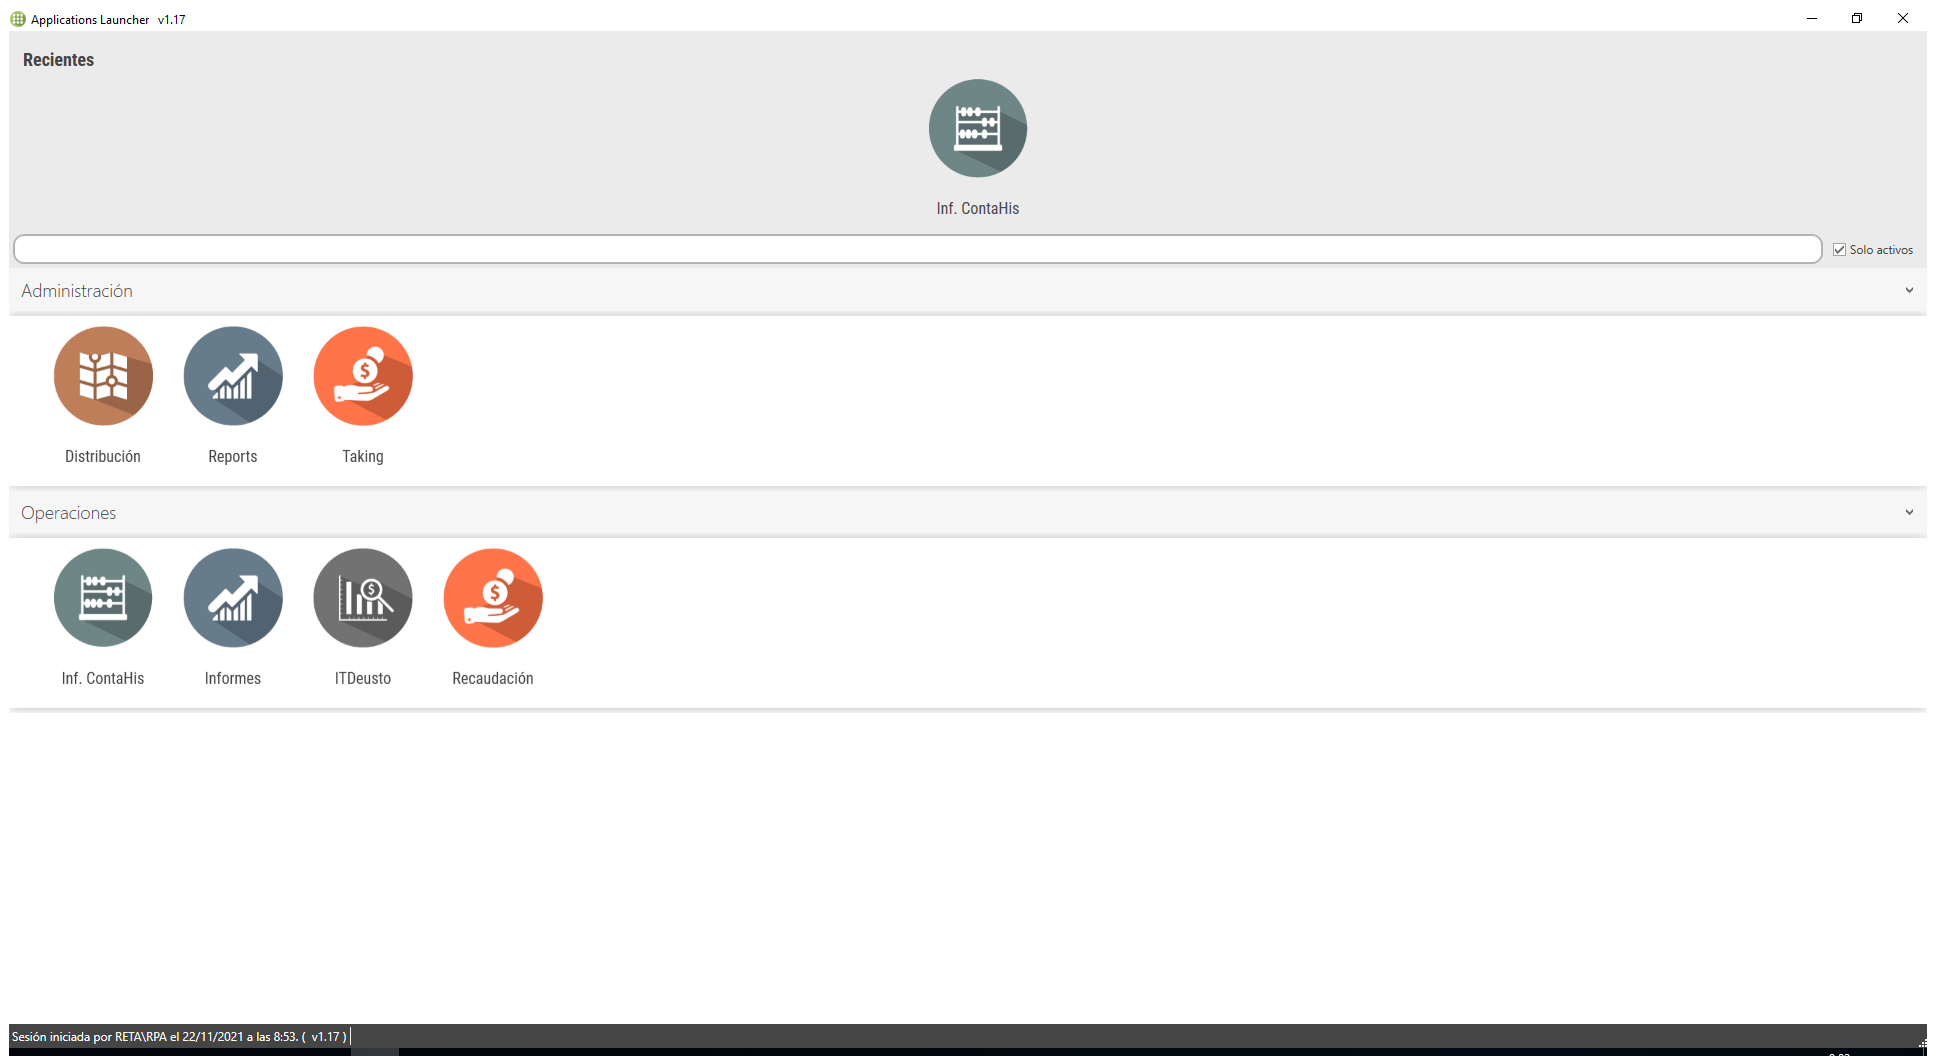 Applications Launcher v1.17
Recientes
Inf. ContaHis
Solo activos
Administración
Distribución
Reports
Taking
Operaciones
Inf. ContaHis
Informes
ITDeusto
Recaudación
Sesión iniciada por RETA\RPA el 22/11/2021 a las 8:53. ( v1.17 )